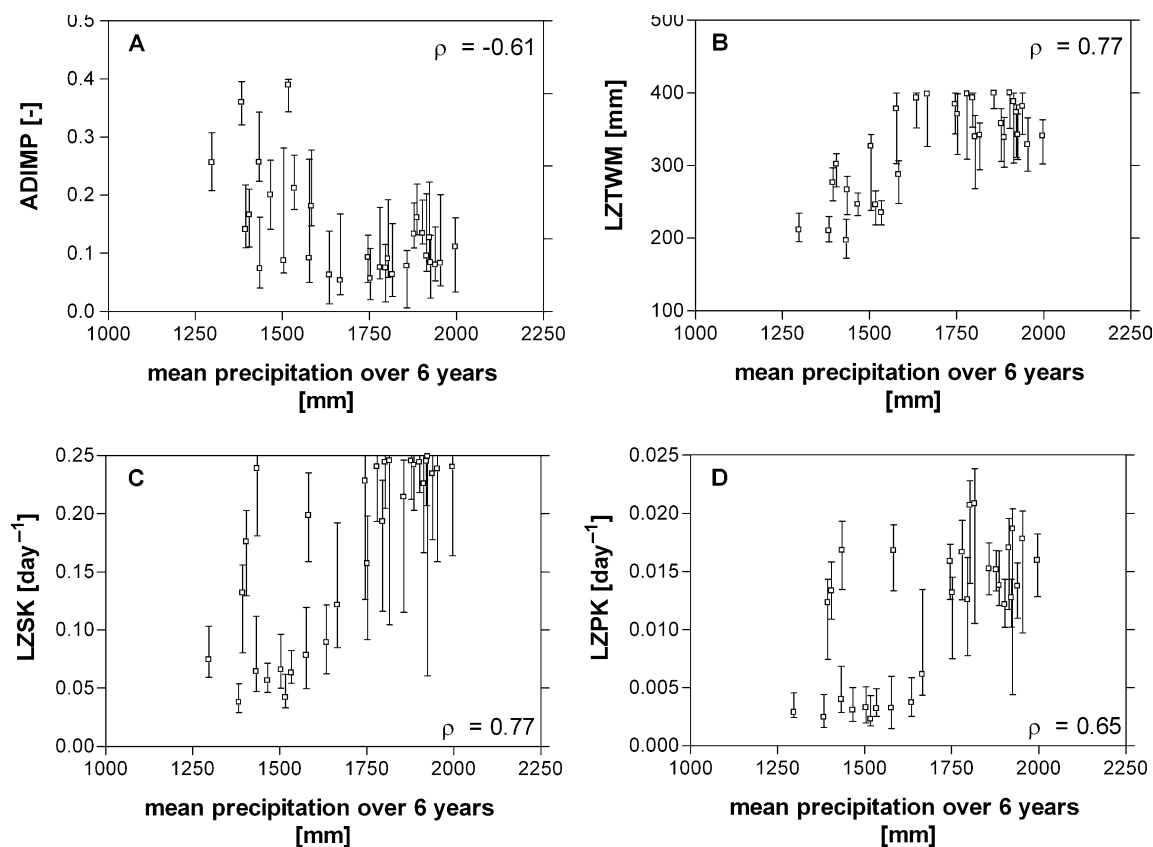 A
ρ = -0.61
ADIMP [-]
0.5
0.4
0.3
0.2
0.1
0.0
1000 1250 1500 1750 2000 2250
mean precipitation over 6 years
[mm]
B
ρ = 0.77
LZTWM [mm]
500
400
300
200
100
1000 1250 1500 1750 2000 2250
mean precipitation over 6 years
[mm]
C
ρ = 0.77
LZSK [day⁻¹]
0.25
0.20
0.15
0.10
0.05
0.00
1000 1250 1500 1750 2000 2250
mean precipitation over 6 years
[mm]
D
ρ = 0.65
LZPK [day⁻¹]
0.025
0.020
0.015
0.010
0.005
0.000
1000 1250 1500 1750 2000 2250
mean precipitation over 6 years
[mm]